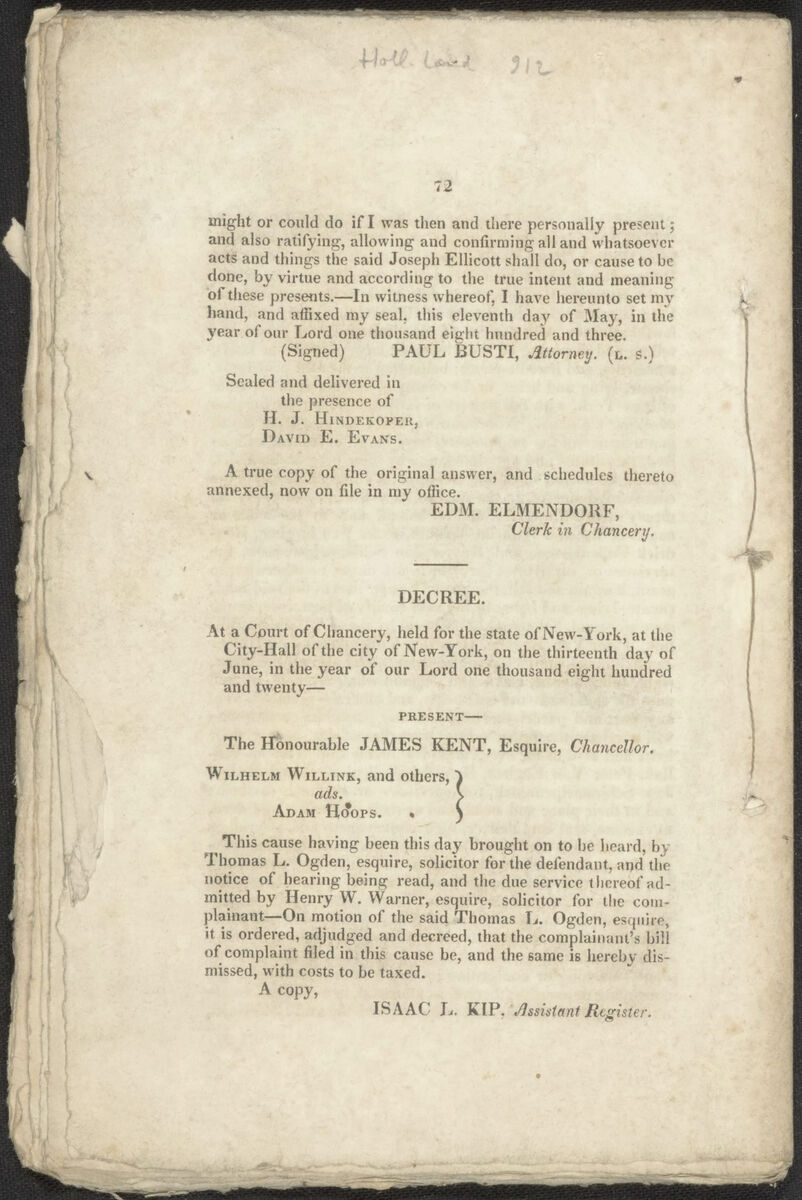 Holl. Land 912
72
might or could do if I was then and there personally present;
and also ratifying, allowing and confirming all and whatsoever
acts and things the said Joseph Ellicott shall do, or cause to be
done, by virtue and according to the true intent and meaning
of these presents.—In witness whereof, I have hereunto set my
hand, and affixed my seal, this eleventh day of May, in the
year of our Lord one thousand eight hundred and three.
(Signed) PAUL BUSTI, Attorney. (L. S.)
Sealed and delivered in
the presence of
H. J. HINDEKOPER,
DAVID E. EVANS.
A true copy of the original answer, and schedules thereto
annexed, now on file in my office.
EDM. ELMENDORF,
Clerk in Chancery.
DECREE.
At a Court of Chancery, held for the state of New-York, at the
City-Hall of the city of New-York, on the thirteenth day of
June, in the year of our Lord one thousand eight hundred
and twenty—
PRESENT—
The Honourable JAMES KENT, Esquire, Chancellor.
WILHELM WILLINK, and others,
ads.
ADAM HOOPS.
This cause having been this day brought on to be heard, by
Thomas L. Ogden, esquire, solicitor for the defendant, and the
notice of hearing being read, and the due service thereof ad-
mitted by Henry W. Warner, esquire, solicitor for the com-
plainant—On motion of the said Thomas L. Ogden, esquire,
it is ordered, adjudged and decreed, that the complainant's bill
of complaint filed in this cause be, and the same is hereby dis-
missed, with costs to be taxed.
A copy,
ISAAC L. KIP, Assistant Register.